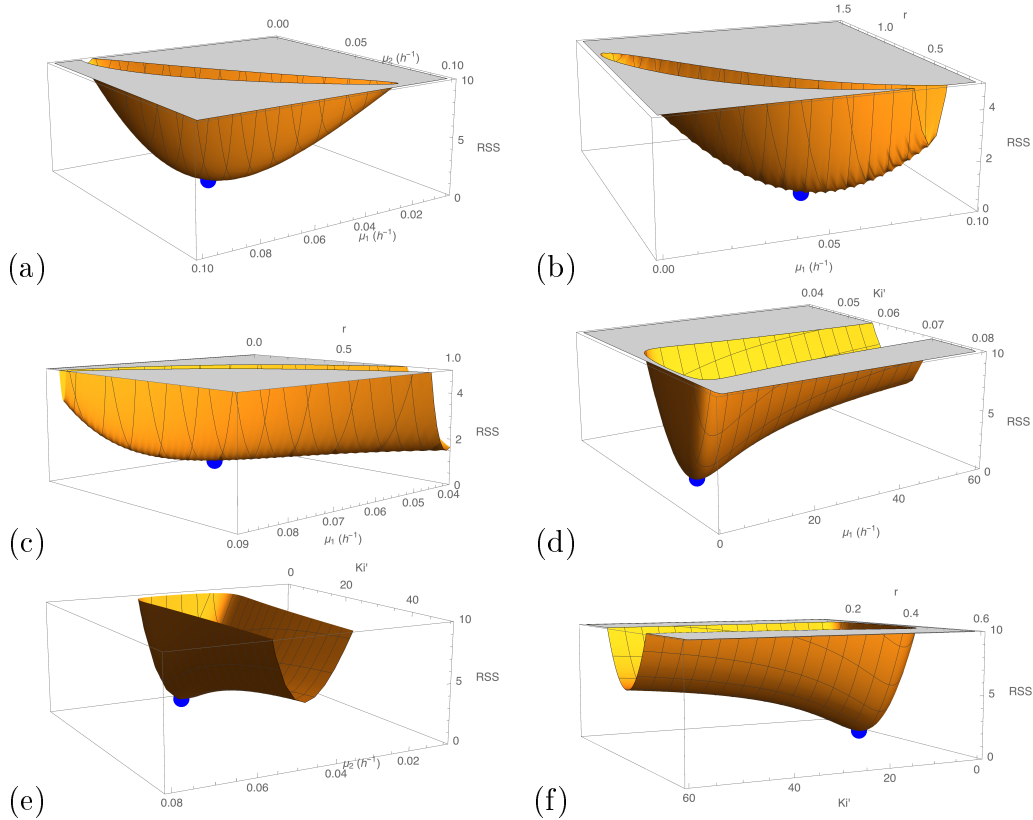 0.00
0.05
μ₂ (h⁻¹)
0.10
10
5
RSS
0
0.02
0.04
μ₁ (h⁻¹)
0.06
0.08
0.10
(a)
1.5
r
1.0
0.5
4
RSS
2
0
0.10
0.05
μ₁ (h⁻¹)
0.00
(b)
r
0.0
0.5
1.0
4
RSS
2
0
0.04
0.05
0.06
0.07
μ₁ (h⁻¹)
0.08
0.09
(c)
Ki'
0.04
0.05
0.06
0.07
0.08
10
5
RSS
0
60
40
20
μ₁ (h⁻¹)
0
(d)
0
Ki'
20
40
10
5
RSS
0
0.02
0.04
μ₂ (h⁻¹)
0.06
0.08
(e)
r
0.2
0.4
0.6
10
5
RSS
0
0
20
40
Ki'
60
(f)